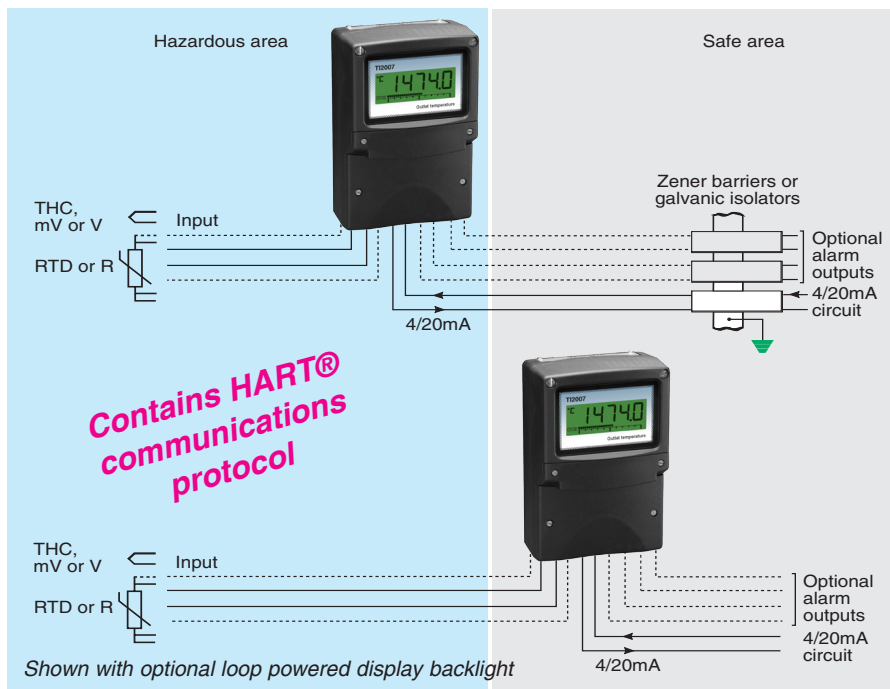 Hazardous area
Safe area
TI2007
°C 1474.0
Outlet temperature
Zener barriers or
galvanic isolators
THC,
mV or V
Input
RTD or R
Optional
alarm
outputs
4/20mA
circuit
4/20mA
Contains HART®
communications
protocol
TI2007
°C 1474.0
Outlet temperature
THC,
mV or V
Input
RTD or R
Optional
alarm
outputs
4/20mA
circuit
4/20mA
Shown with optional loop powered display backlight